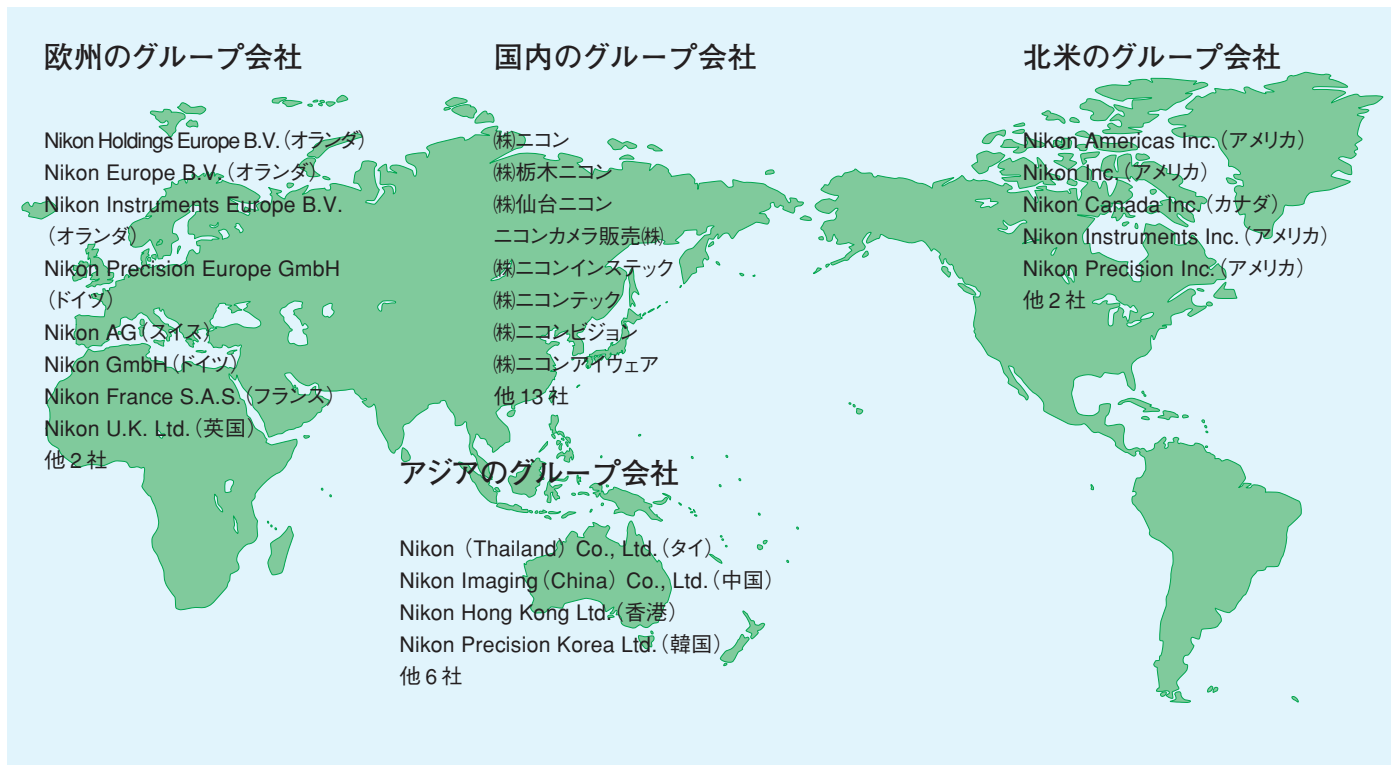 欧州のグループ会社
Nikon Holdings Europe B.V.（オランダ）
Nikon Europe B.V.（オランダ）
Nikon Instruments Europe B.V.
（オランダ）
Nikon Precision Europe GmbH
（ドイツ）
Nikon AG（スイス）
Nikon GmbH（ドイツ）
Nikon France S.A.S.（フランス）
Nikon U.K. Ltd.（英国）
他2社
国内のグループ会社
㈱ニコン
㈱栃木ニコン
㈱仙台ニコン
ニコンカメラ販売㈱
㈱ニコンインステック
㈱ニコンテック
㈱ニコンビジョン
㈱ニコンアイウェア
他13社
北米のグループ会社
Nikon Americas Inc.（アメリカ）
Nikon Inc.（アメリカ）
Nikon Canada Inc.（カナダ）
Nikon Instruments Inc.（アメリカ）
Nikon Precision Inc.（アメリカ）
他2社
アジアのグループ会社
Nikon（Thailand）Co., Ltd.（タイ）
Nikon Imaging（China）Co., Ltd.（中国）
Nikon Hong Kong Ltd.（香港）
Nikon Precision Korea Ltd.（韓国）
他6社